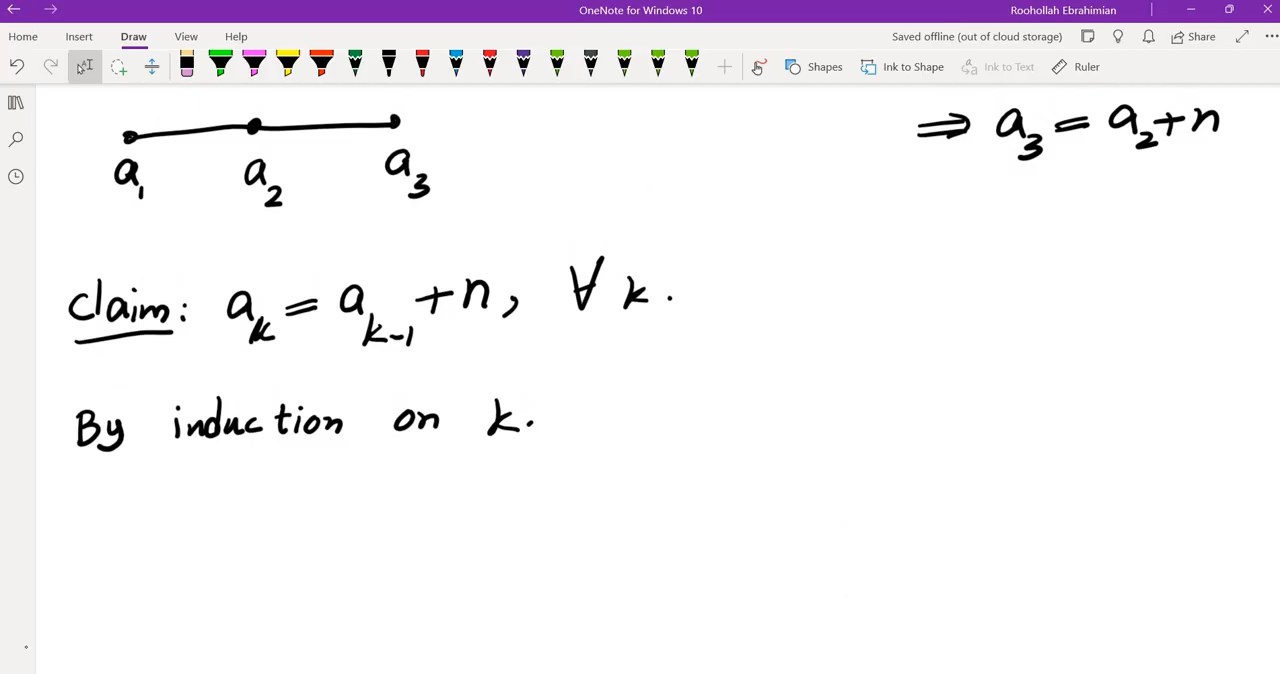 OneNote for Windows 10
Roohollah Ebrahimian
Home Insert Draw View Help
Saved offline (out of cloud storage)
Share
Shapes
Ink to Shape
Ink to Text
Ruler
a₁ a₂ a₃
⇒ a₃ = a₂ + n
Claim: aₖ = aₖ₋₁ + n, ∀ k.
By induction on k.